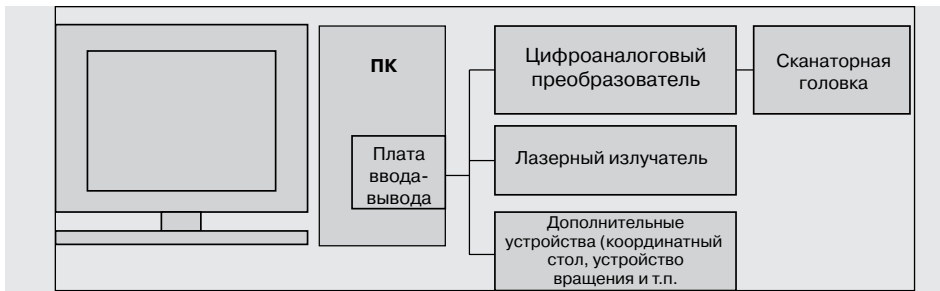 ПК
Плата
ввода-
вывода
Цифроаналоговый
преобразователь
Сканаторная
головка
Лазерный излучатель
Дополнительные
устройства (координатный
стол, устройство
вращения и т.п.